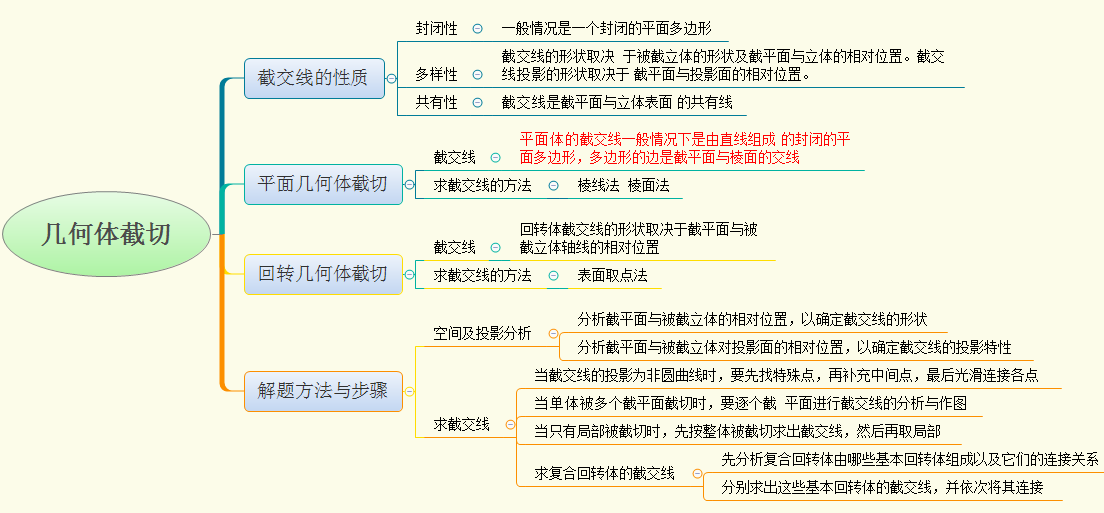 几何体截切
截交线的性质
封闭性
一般情况是一个封闭的平面多边形
多样性
截交线的形状取决 于被截立体的形状及截平面与立体的相对位置。截交
线投影的形状取决于 截平面与投影面的相对位置。
共有性
截交线是截平面与立体表面 的共有线
平面几何体截切
截交线
平面体的截交线一般情况下是由直线组成 的封闭的平
面多边形，多边形的边是截平面与棱面的交线
求截交线的方法
棱线法 棱面法
回转几何体截切
截交线
回转体截交线的形状取决于截平面与被
截立体轴线的相对位置
求截交线的方法
表面取点法
解题方法与步骤
空间及投影分析
分析截平面与被截立体的相对位置，以确定截交线的形状
分析截平面与被截立体对投影面的相对位置，以确定截交线的投影特性
求截交线
当截交线的投影为非圆曲线时，要先找特殊点，再补充中间点，最后光滑连接各点
当单体被多个截平面截切时，要逐个截 平面进行截交线的分析与作图
当只有局部被截切时，先按整体被截切求出截交线，然后再取局部
求复合回转体的截交线
先分析复合回转体由哪些基本回转体组成以及它们的连接关系
分别求出这些基本回转体的截交线，并依次将其连接